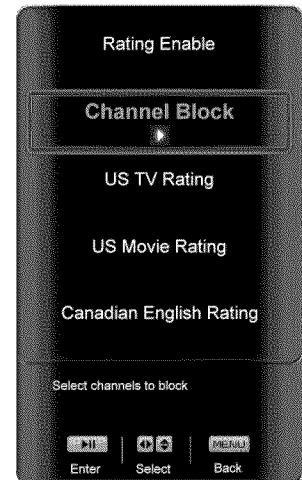 Rating Enable
Channel Block
US TV Rating
US Movie Rating
Canadian English Rating
Select channels to block
MENU
Enter Select Back